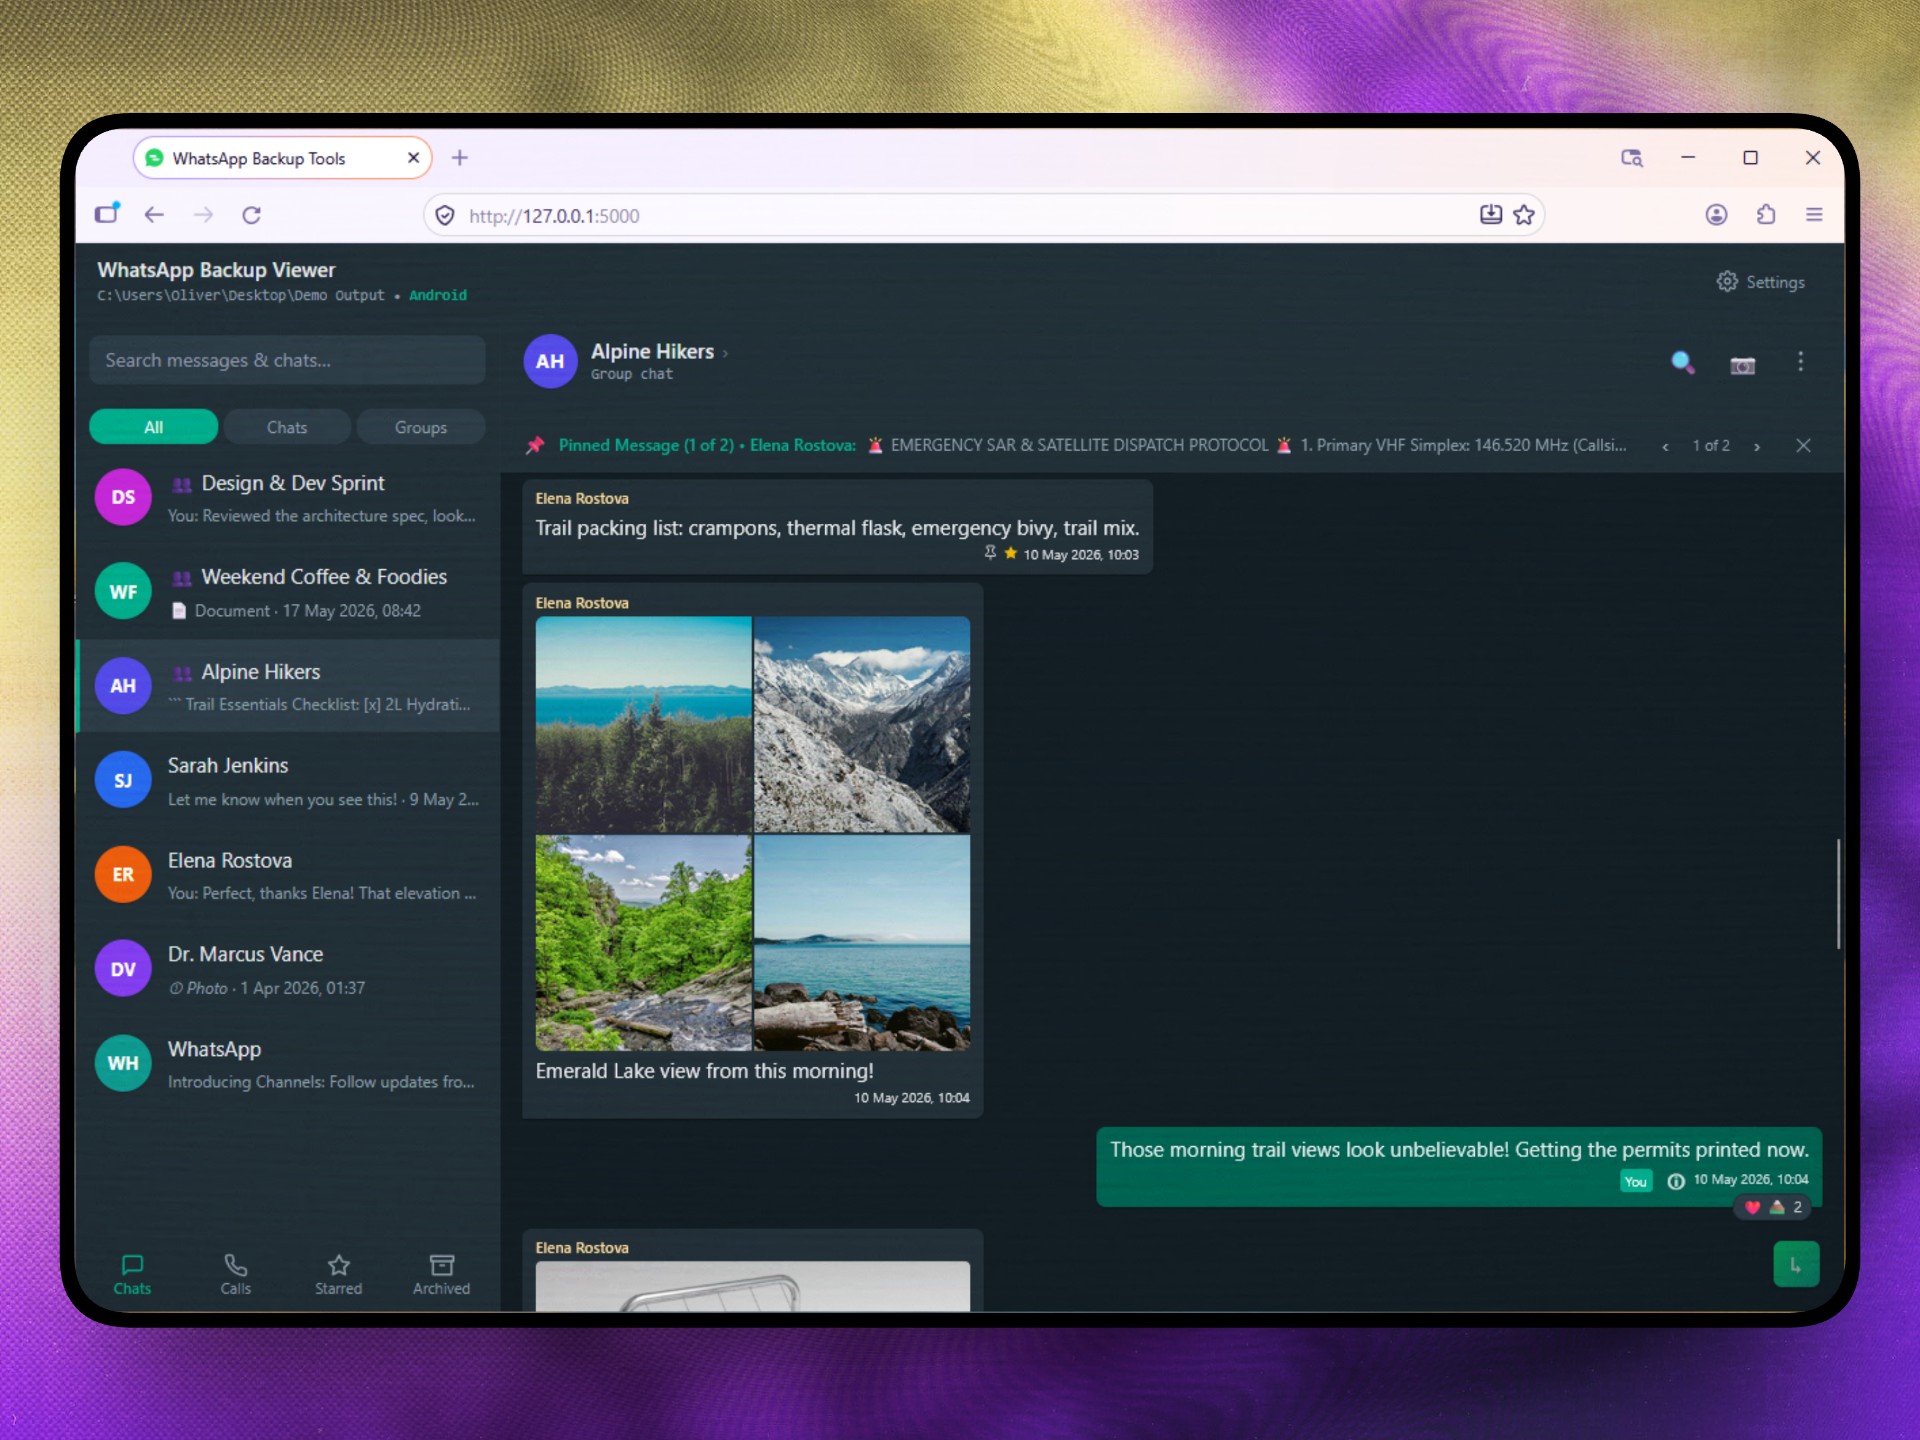 WhatsApp Backup Tools
http://127.0.0.1:5000
WhatsApp Backup Viewer
C:\Users\Oliver\Desktop\Demo Output • Android
Settings
Search messages & chats...
All
Chats
Groups
DS
Design & Dev Sprint
You: Reviewed the architecture spec, look...
WF
Weekend Coffee & Foodies
Document · 17 May 2026, 08:42
AH
Alpine Hikers
``` Trail Essentials Checklist: [x] 2L Hydrati...
SJ
Sarah Jenkins
Let me know when you see this! · 9 May 2...
ER
Elena Rostova
You: Perfect, thanks Elena! That elevation ...
DV
Dr. Marcus Vance
Photo · 1 Apr 2026, 01:37
WH
WhatsApp
Introducing Channels: Follow updates fro...
Chats
Calls
Starred
Archived
AH
Alpine Hikers ›
Group chat
📌 Pinned Message (1 of 2) • Elena Rostova: 🚨 EMERGENCY SAR & SATELLITE DISPATCH PROTOCOL 🚨 1. Primary VHF Simplex: 146.520 MHz (Callsi...
‹ 1 of 2 ›
Elena Rostova
Trail packing list: crampons, thermal flask, emergency bivy, trail mix.
10 May 2026, 10:03
Elena Rostova
Emerald Lake view from this morning!
10 May 2026, 10:04
Those morning trail views look unbelievable! Getting the permits printed now.
You
10 May 2026, 10:04
2
Elena Rostova